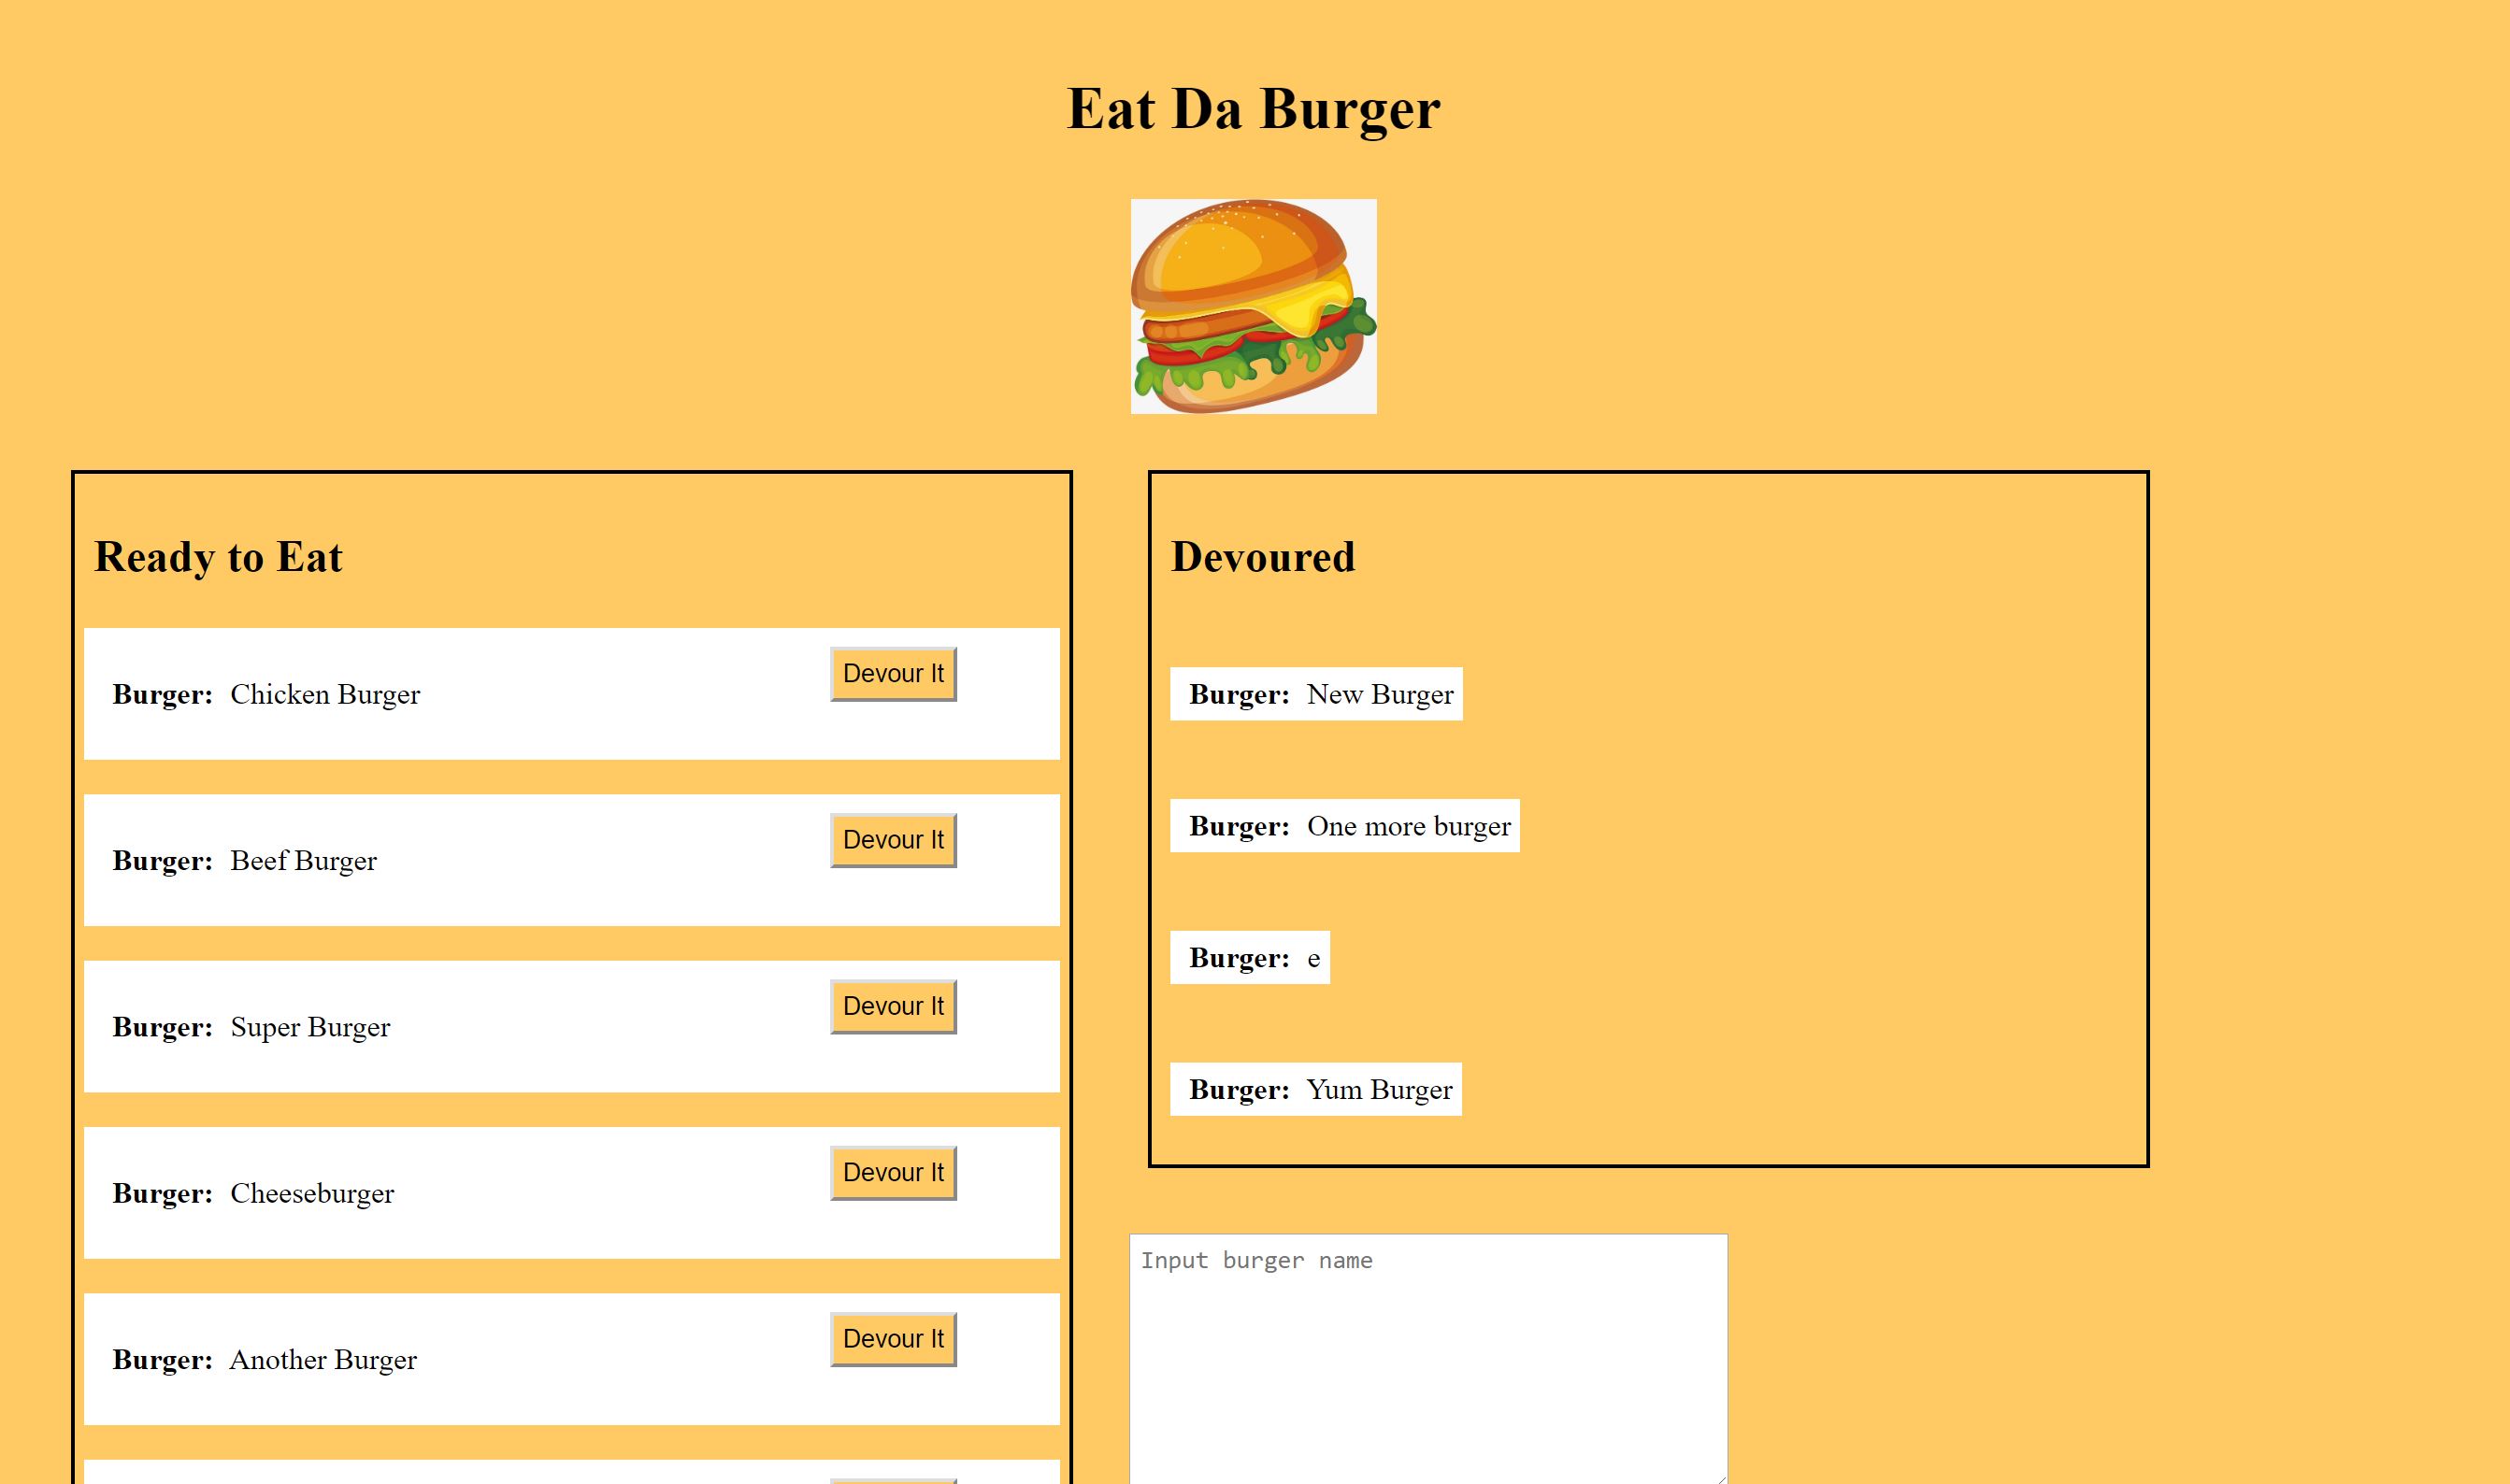 Eat Da Burger
Ready to Eat
Burger: Chicken Burger
Devour It
Burger: Beef Burger
Devour It
Burger: Super Burger
Devour It
Burger: Cheeseburger
Devour It
Burger: Another Burger
Devour It
Devoured
Burger: New Burger
Burger: One more burger
Burger: e
Burger: Yum Burger
Input burger name